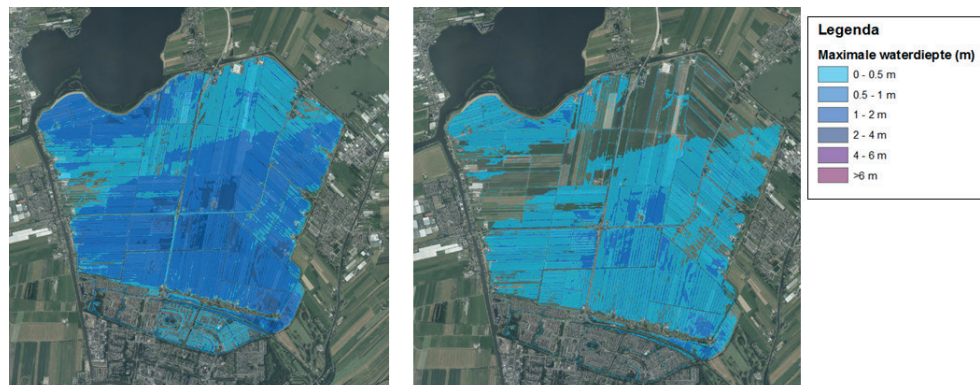 Legenda
Maximale waterdiepte (m)
0 - 0.5 m
0.5 - 1 m
1 - 2 m
2 - 4 m
4 - 6 m
>6 m